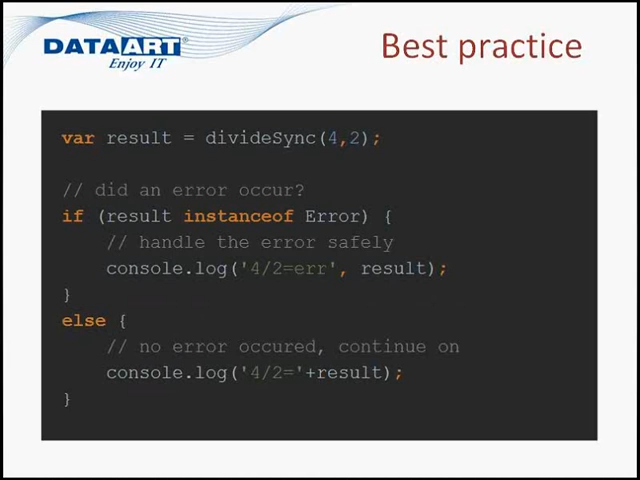 DATAART
Enjoy IT
Best practice
var result = divideSync(4,2);
// did an error occur?
if (result instanceof Error) {
// handle the error safely
console.log('4/2=err', result);
}
else {
// no error occured, continue on
console.log('4/2='+result);
}